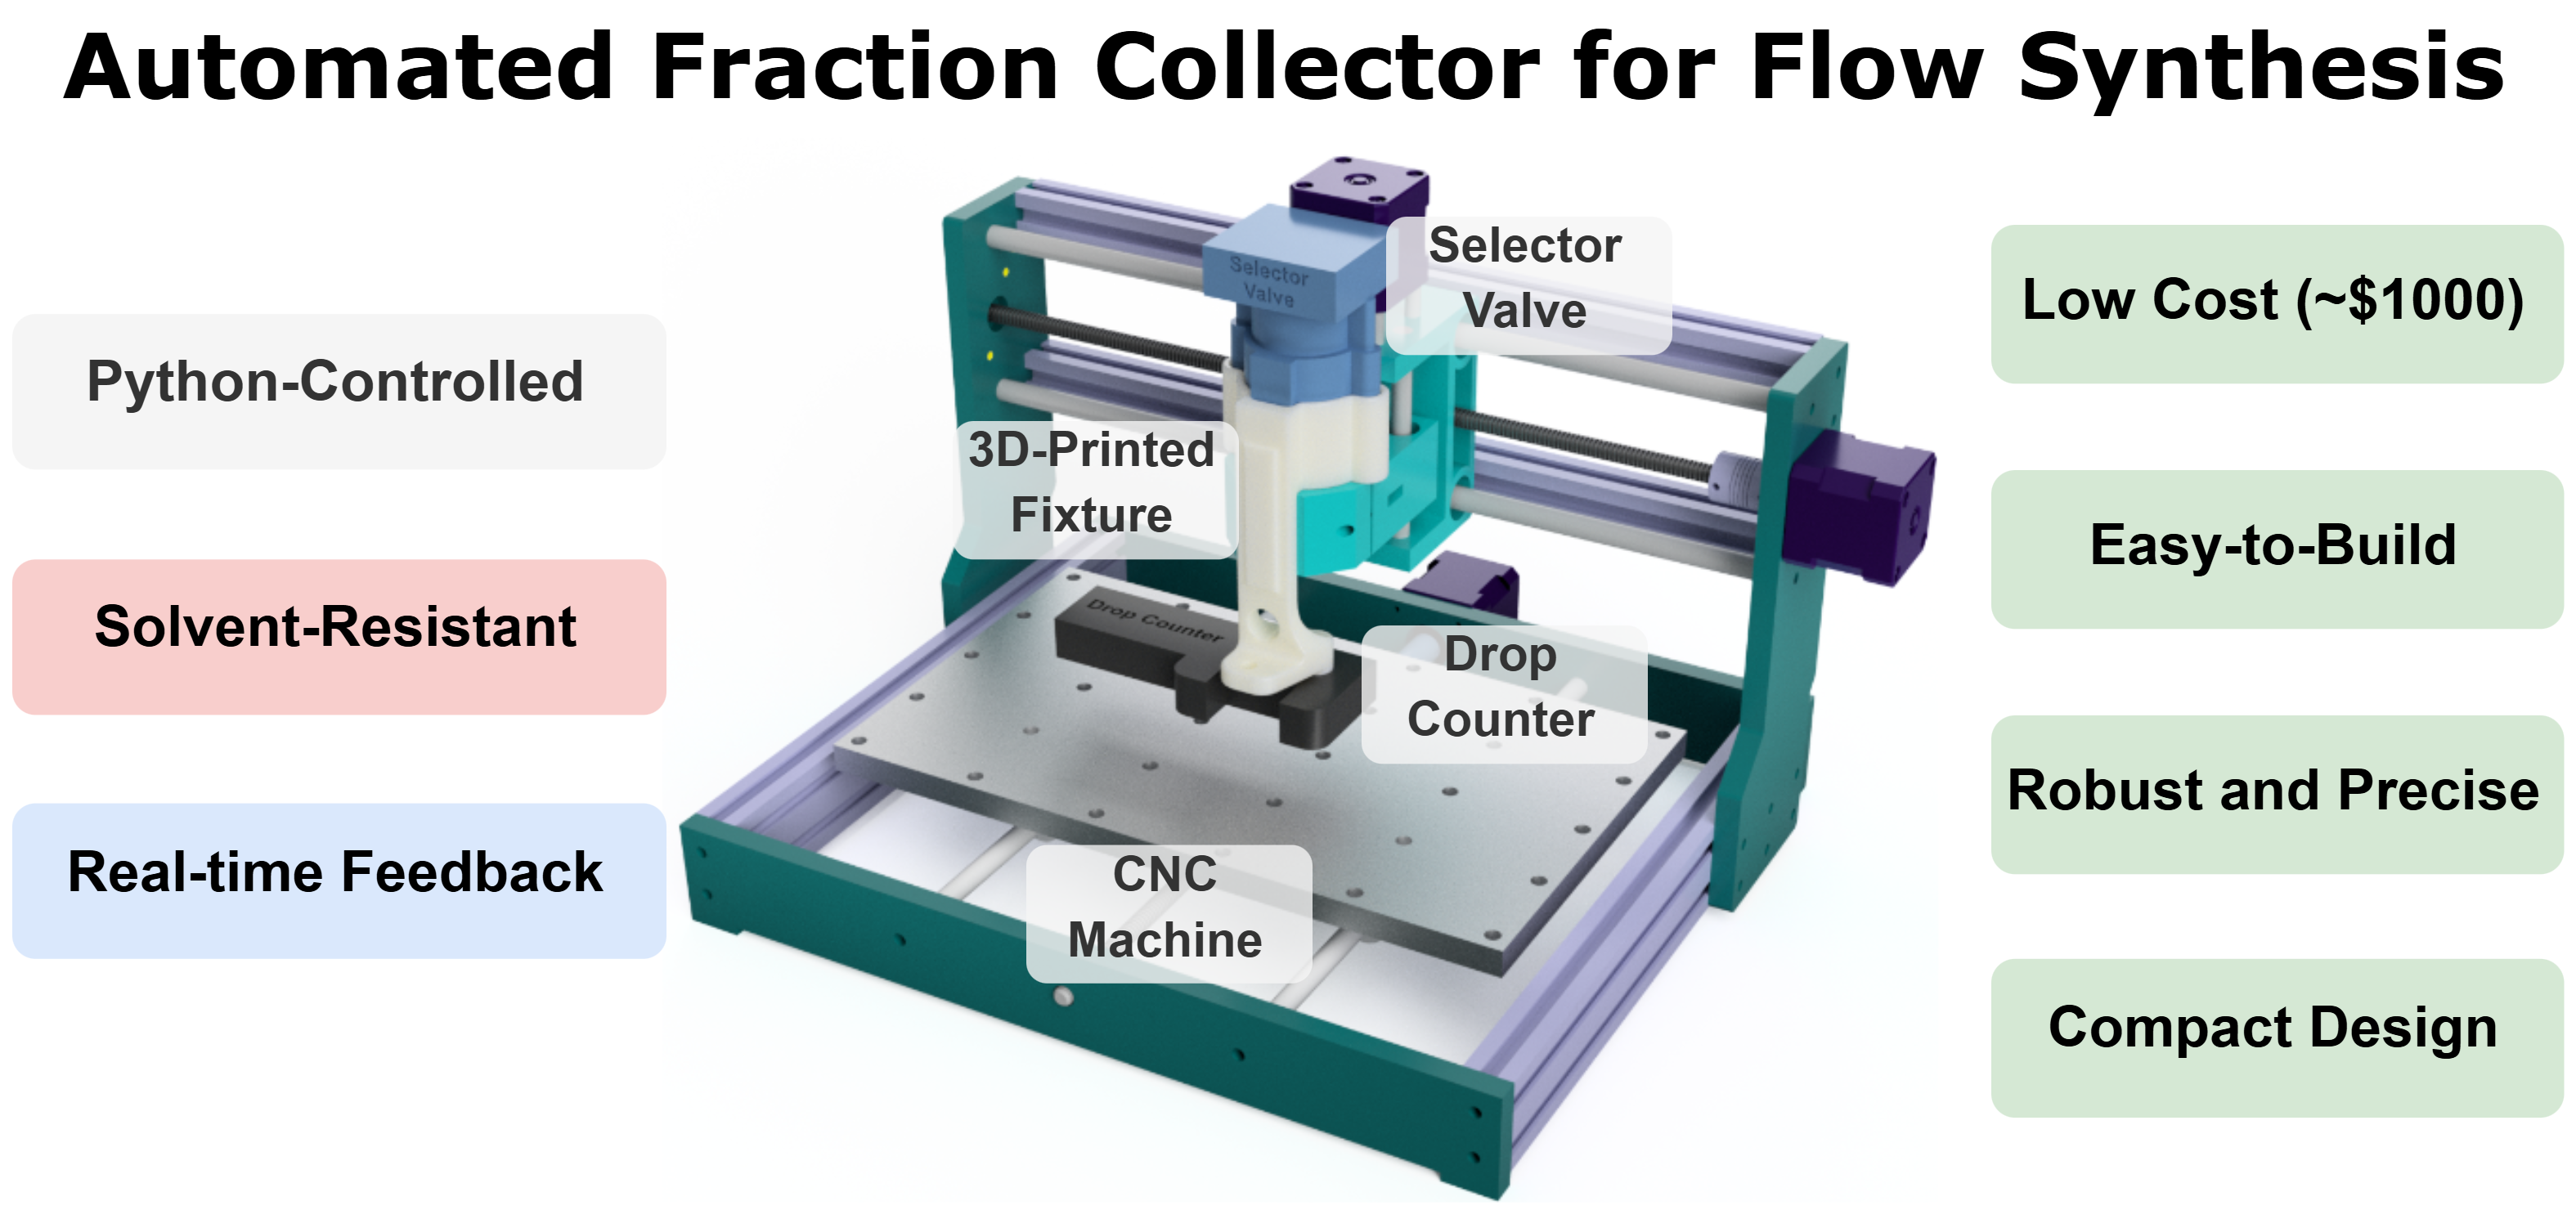 Automated Fraction Collector for Flow Synthesis
Python-Controlled
Solvent-Resistant
Real-time Feedback
Selector
Valve
Selector
Valve
3D-Printed
Fixture
Drop Counter
Drop
Counter
CNC
Machine
Low Cost (~$1000)
Easy-to-Build
Robust and Precise
Compact Design